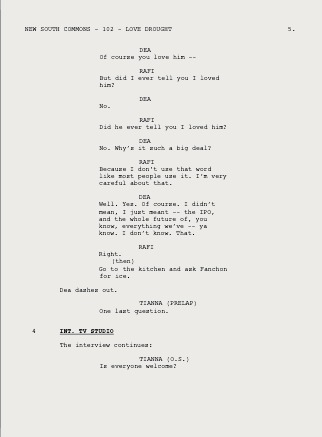 NEW SOUTH COMMONS - 102 - LOVE DROUGHT 5.
DEA
Of course you love him --
RAFI
But did I ever tell you I loved
him?
DEA
No.
RAFI
Did he ever tell you I loved him?
DEA
No. Why's it such a big deal?
RAFI
Because I don't use that word
like most people use it. I'm very
careful about that.
DEA
Well. Yes. Of course. I didn't
mean, I just meant -- the IPO,
and the whole future of, you
know, everything we've -- ya
know. I don't know. That.
RAFI
Right.
(then)
Go to the kitchen and ask Fanchon
for ice.
Dea dashes out.
TIANNA (PRELAP)
One last question.
4 INT. TV STUDIO
The interview continues:
TIANNA (O.S.)
Is everyone welcome?